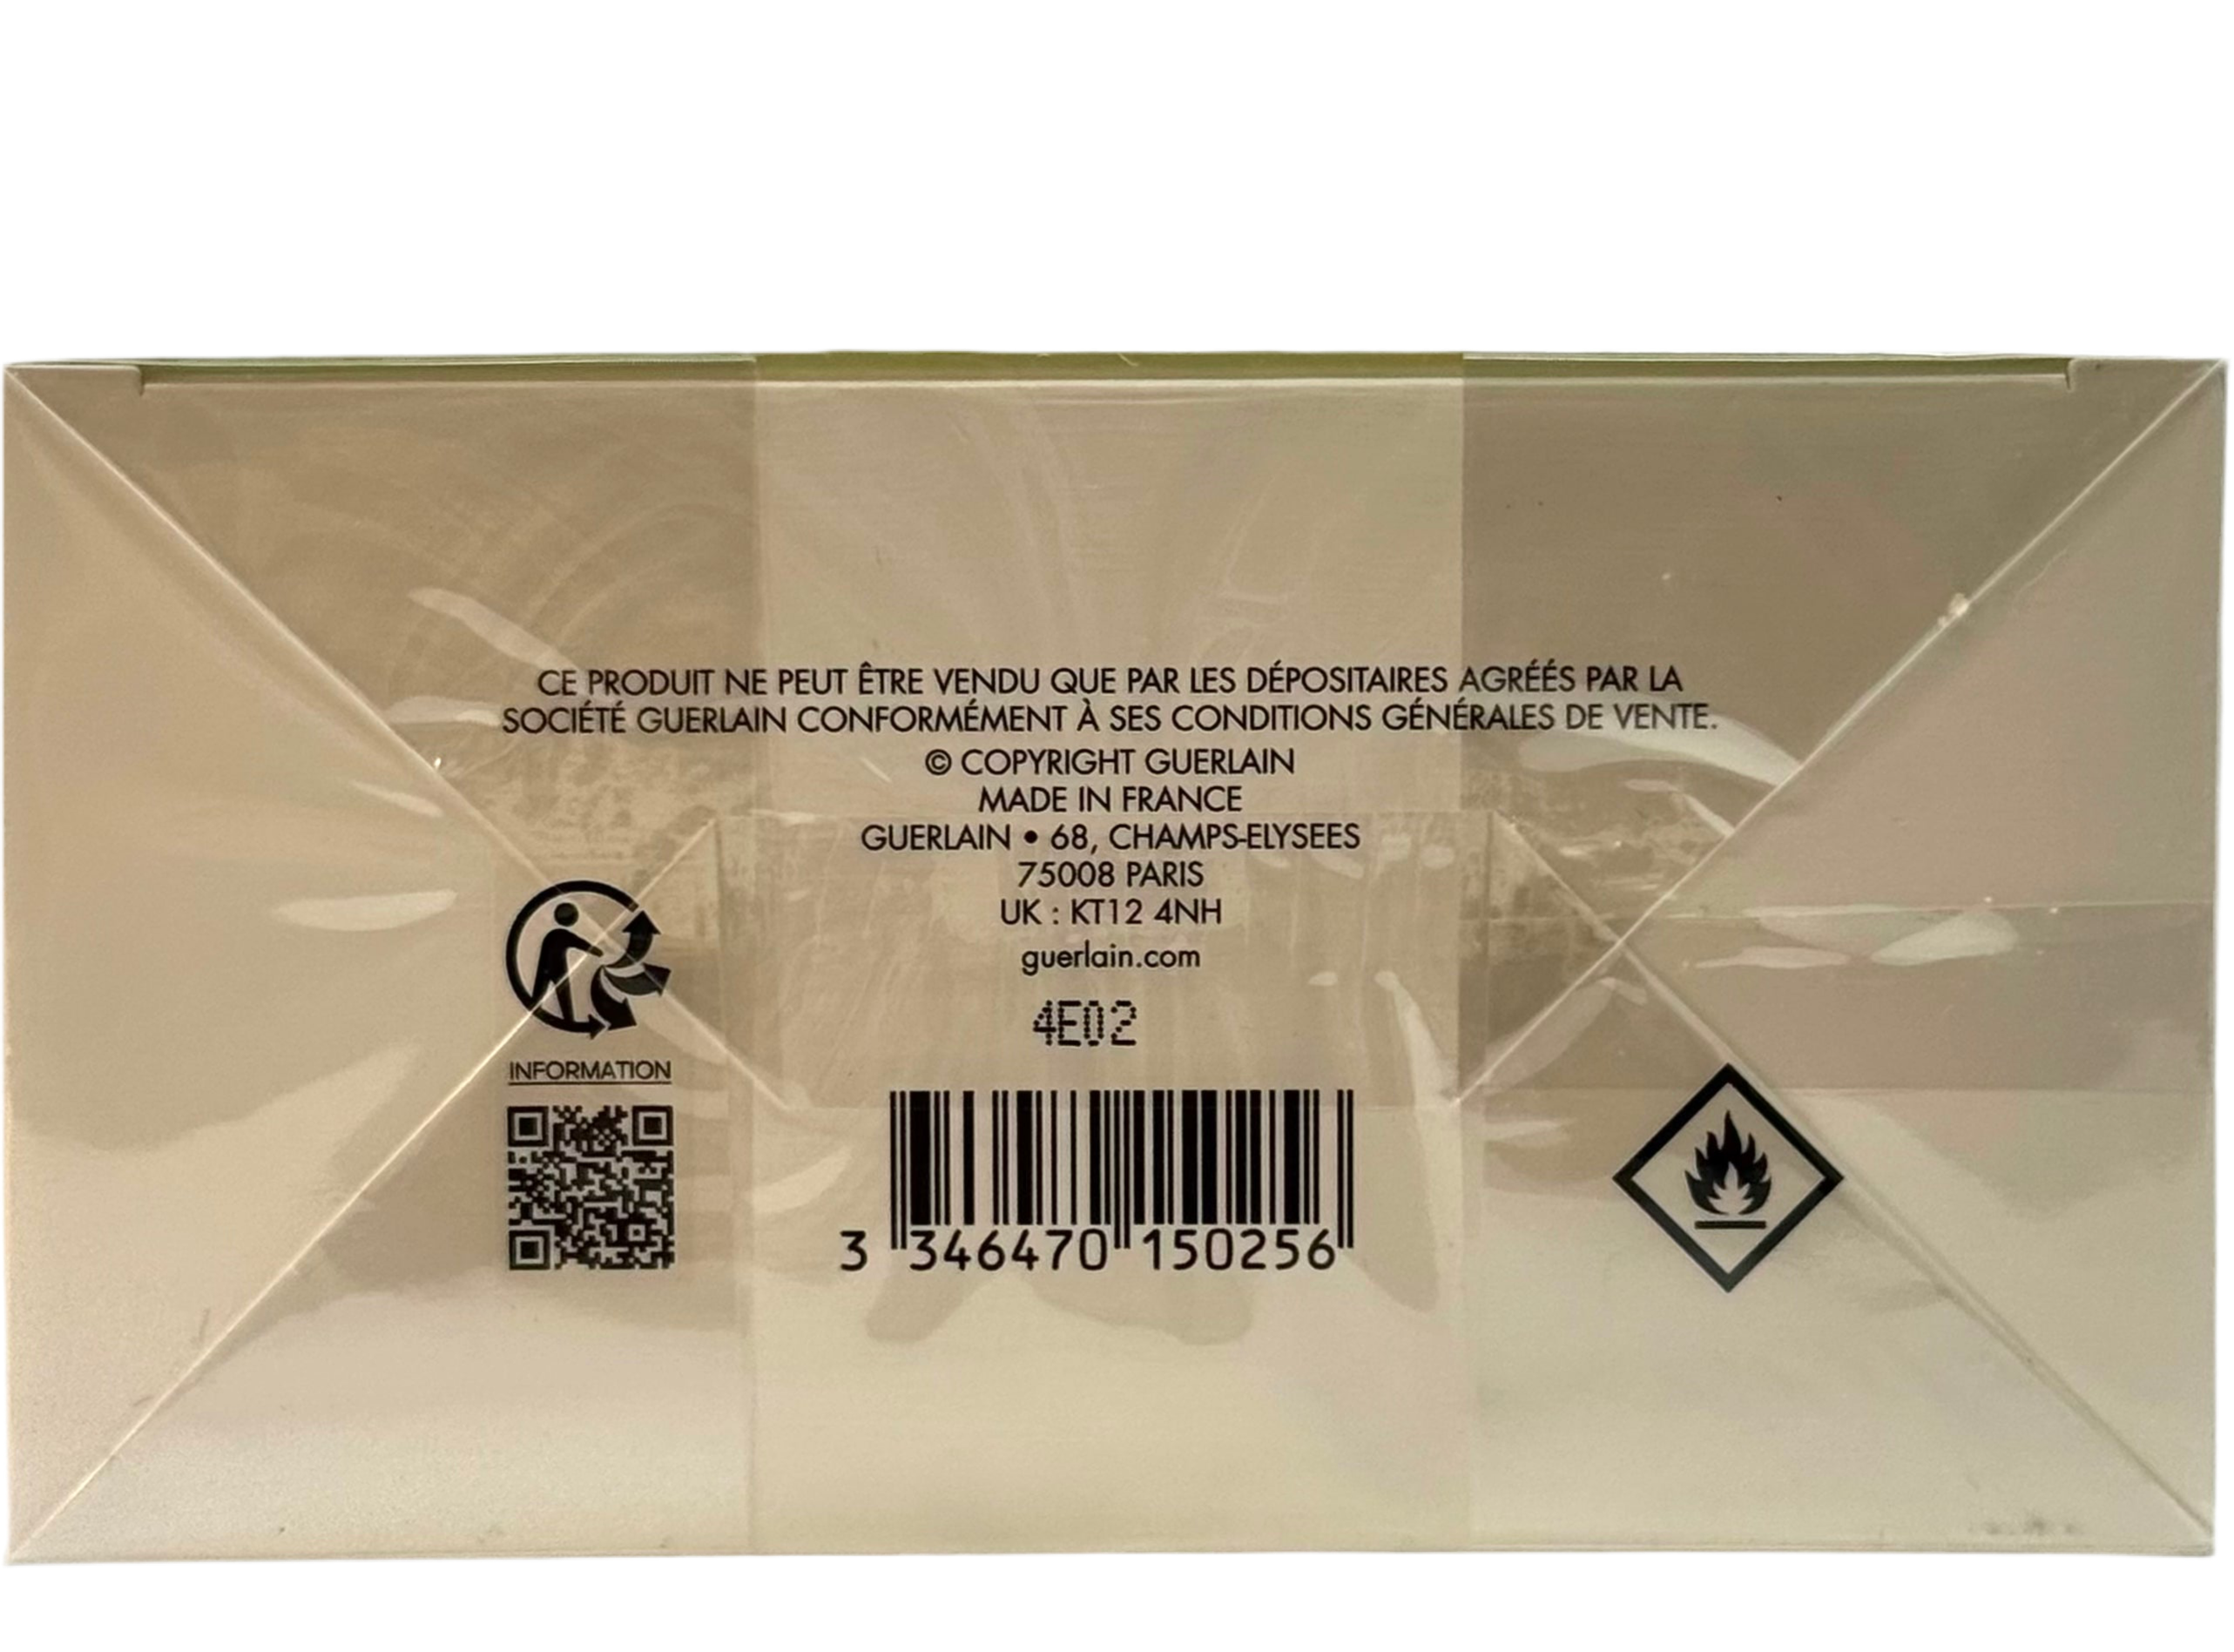 CE PRODUIT NE PEUT ÊTRE VENDU QUE PAR LES DÉPOSITAIRES AGRÉÉS PAR LA
SOCIÉTÉ GUERLAIN CONFORMÉMENT À SES CONDITIONS GÉNÉRALES DE VENTE.
© COPYRIGHT GUERLAIN
MADE IN FRANCE
GUERLAIN • 68, CHAMPS-ELYSEES
75008 PARIS
UK : KT12 4NH
guerlain.com
4E02
INFORMATION
3 346470 150256